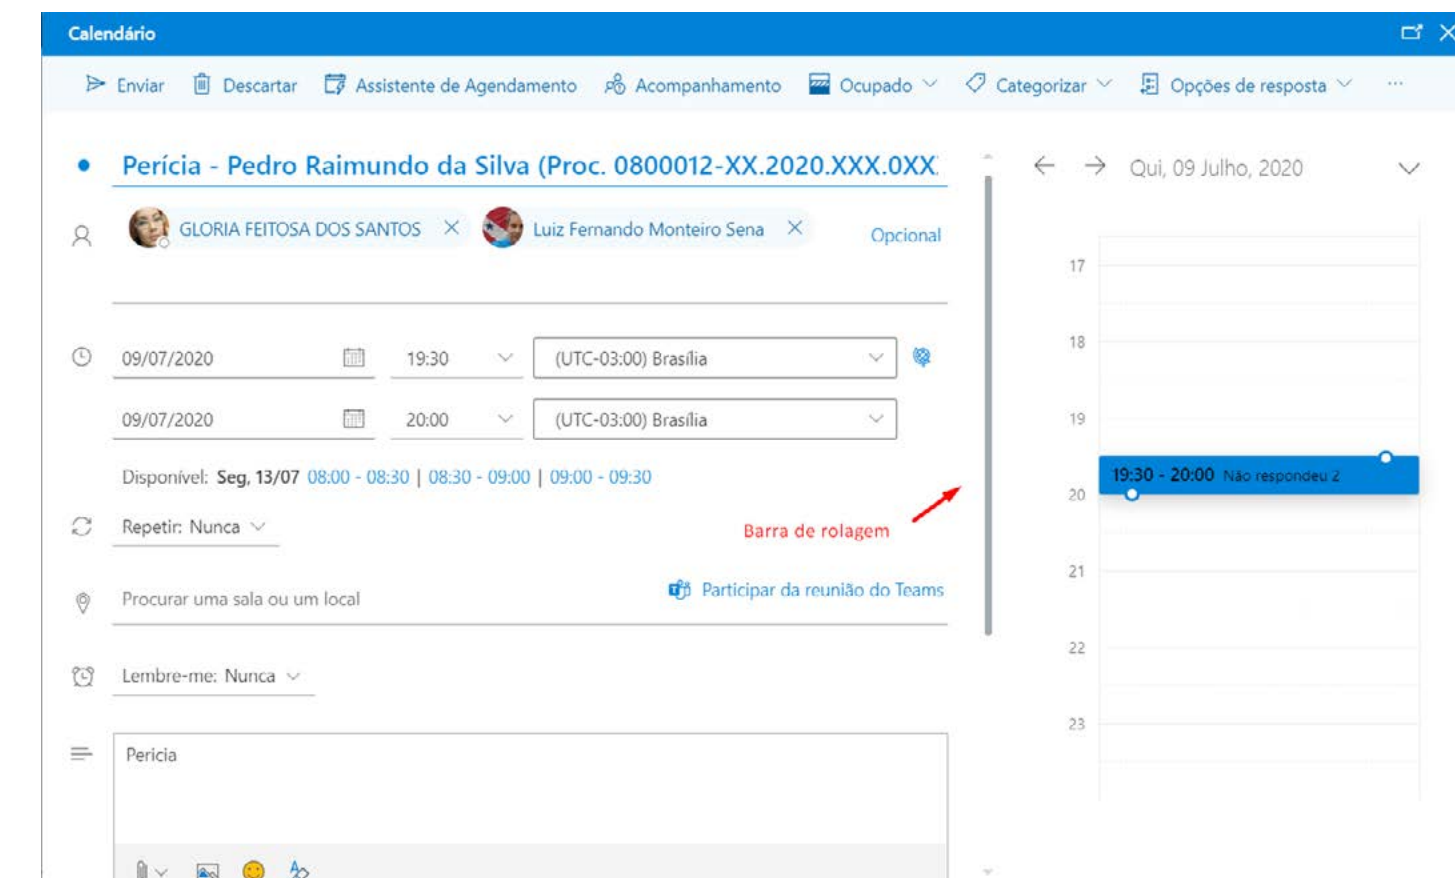 Calendário
Enviar Descartar Assistente de Agendamento Acompanhamento Ocupado Categorizar Opções de resposta ...
Perícia - Pedro Raimundo da Silva (Proc. 0800012-XX.2020.XXX.0XX
Qui, 09 Julho, 2020
GLORIA FEITOSA DOS SANTOS Luiz Fernando Monteiro Sena Opcional
17
18
09/07/2020 19:30 (UTC-03:00) Brasília
09/07/2020 20:00 (UTC-03:00) Brasília
19
Disponível: Seg, 13/07 08:00 - 08:30 | 08:30 - 09:00 | 09:00 - 09:30
19:30 - 20:00 Não respondeu 2
20
Repetir: Nunca
Barra de rolagem
21
Procurar uma sala ou um local Participar da reunião do Teams
22
Lembre-me: Nunca
23
Pericia